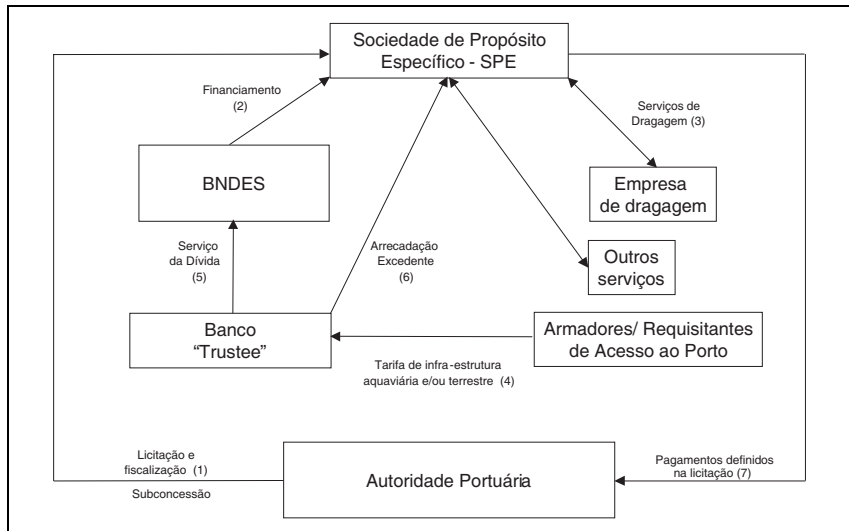 Sociedade de Propósito
Específico - SPE
Financiamento
(2)
Serviços de
Dragagem (3)
BNDES
Empresa
de dragagem
Serviço
da Dívida
(5)
Arrecadação
Excedente
(6)
Outros
serviços
Banco
“Trustee”
Armadores/ Requisitantes
de Acesso ao Porto
Tarifa de infra-estrutura
aquaviária e/ou terrestre (4)
Licitação e
fiscalização (1)
Subconcessão
Autoridade Portuária
Pagamentos definidos
na licitação (7)